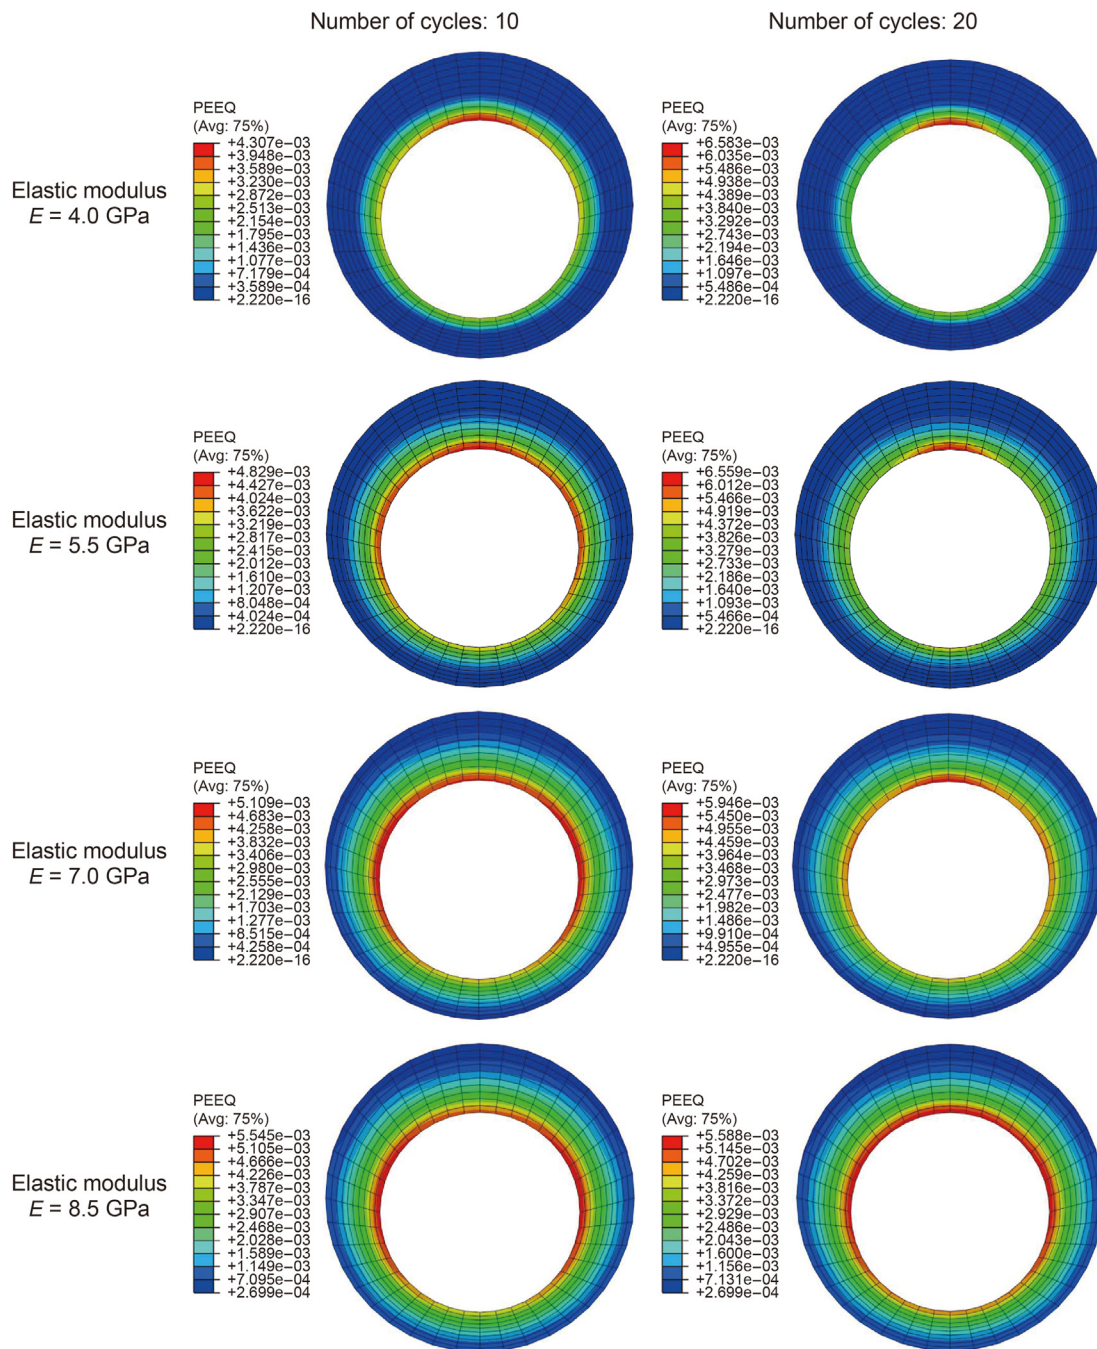 Number of cycles: 10
Number of cycles: 20
Elastic modulus
E = 4.0 GPa
PEEQ
(Avg: 75%)
+4.307e−03
+3.948e−03
+3.589e−03
+3.230e−03
+2.872e−03
+2.513e−03
+2.154e−03
+1.795e−03
+1.436e−03
+1.077e−03
+7.179e−04
+3.589e−04
+2.220e−16
PEEQ
(Avg: 75%)
+6.583e−03
+6.035e−03
+5.486e−03
+4.938e−03
+4.389e−03
+3.840e−03
+3.292e−03
+2.743e−03
+2.194e−03
+1.646e−03
+1.097e−03
+5.486e−04
+2.220e−16
Elastic modulus
E = 5.5 GPa
PEEQ
(Avg: 75%)
+4.829e−03
+4.427e−03
+4.024e−03
+3.622e−03
+3.219e−03
+2.817e−03
+2.415e−03
+2.012e−03
+1.610e−03
+1.207e−03
+8.048e−04
+4.024e−04
+2.220e−16
PEEQ
(Avg: 75%)
+6.559e−03
+6.012e−03
+5.466e−03
+4.919e−03
+4.372e−03
+3.826e−03
+3.279e−03
+2.733e−03
+2.186e−03
+1.640e−03
+1.093e−03
+5.466e−04
+2.220e−16
Elastic modulus
E = 7.0 GPa
PEEQ
(Avg: 75%)
+5.109e−03
+4.683e−03
+4.258e−03
+3.832e−03
+3.406e−03
+2.980e−03
+2.555e−03
+2.129e−03
+1.703e−03
+1.277e−03
+8.515e−04
+4.258e−04
+2.220e−16
PEEQ
(Avg: 75%)
+5.946e−03
+5.450e−03
+4.955e−03
+4.459e−03
+3.964e−03
+3.468e−03
+2.973e−03
+2.477e−03
+1.982e−03
+1.486e−03
+9.910e−04
+4.955e−04
+2.220e−16
Elastic modulus
E = 8.5 GPa
PEEQ
(Avg: 75%)
+5.545e−03
+5.105e−03
+4.666e−03
+4.226e−03
+3.787e−03
+3.347e−03
+2.907e−03
+2.468e−03
+2.028e−03
+1.589e−03
+1.149e−03
+7.095e−04
+2.699e−04
PEEQ
(Avg: 75%)
+5.588e−03
+5.145e−03
+4.702e−03
+4.259e−03
+3.816e−03
+3.372e−03
+2.929e−03
+2.486e−03
+2.043e−03
+1.600e−03
+1.156e−03
+7.131e−04
+2.699e−04